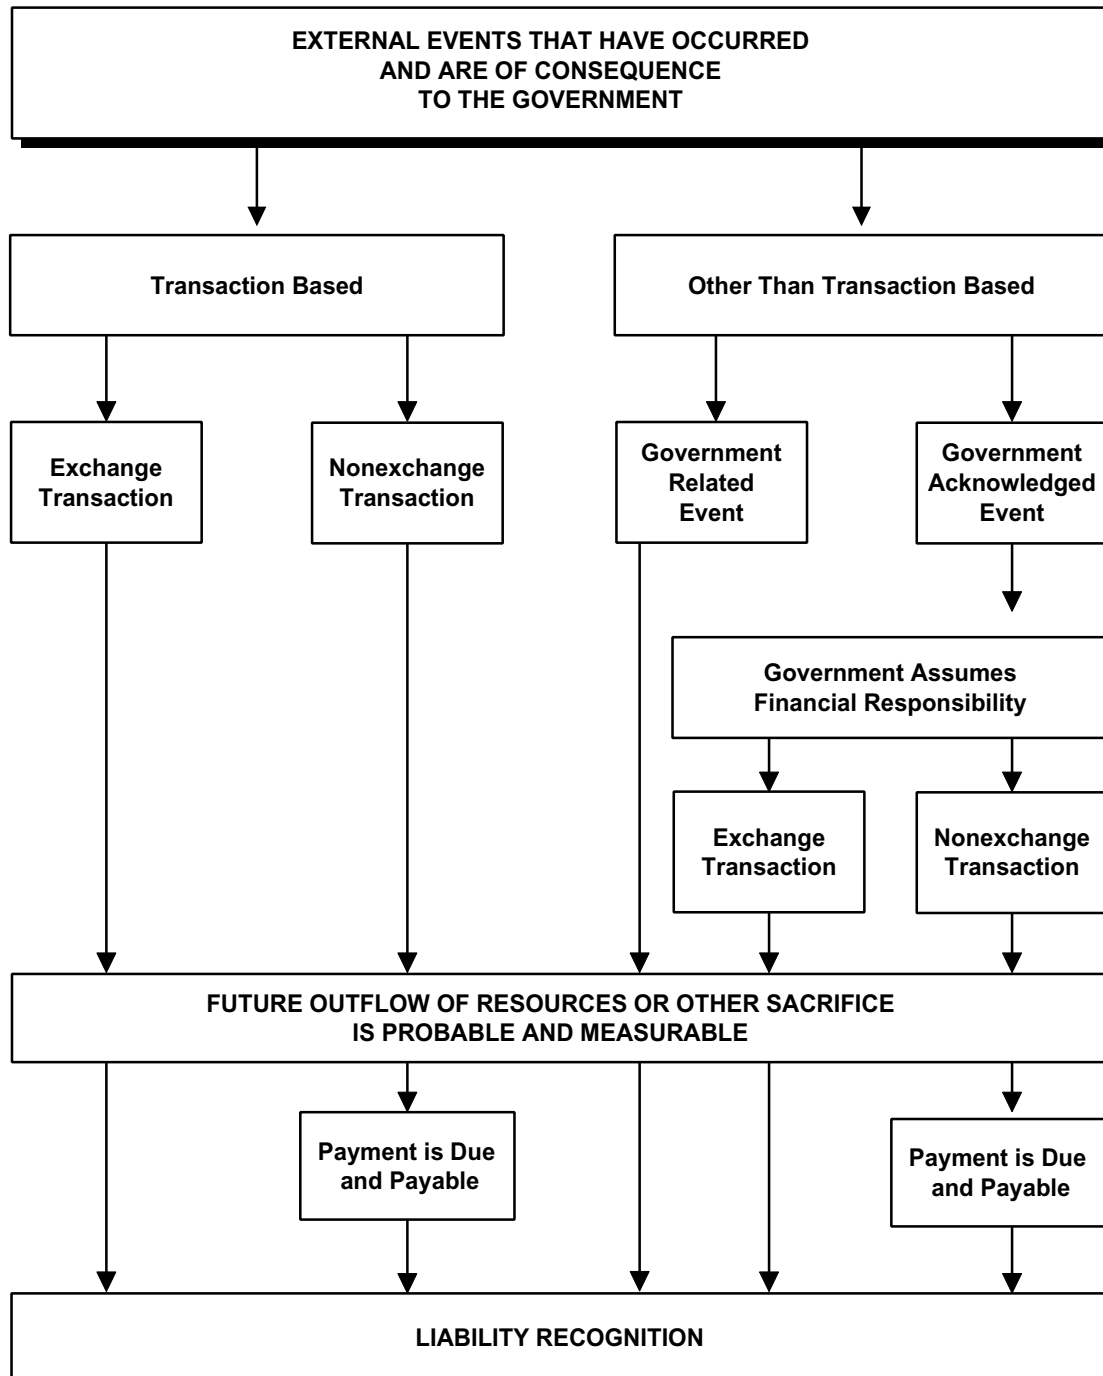 EXTERNAL EVENTS THAT HAVE OCCURRED
AND ARE OF CONSEQUENCE
TO THE GOVERNMENT
Transaction Based
Other Than Transaction Based
Exchange
Transaction
Nonexchange
Transaction
Government
Related
Event
Government
Acknowledged
Event
Government Assumes
Financial Responsibility
Exchange
Transaction
Nonexchange
Transaction
FUTURE OUTFLOW OF RESOURCES OR OTHER SACRIFICE
IS PROBABLE AND MEASURABLE
Payment is Due
and Payable
Payment is Due
and Payable
LIABILITY RECOGNITION